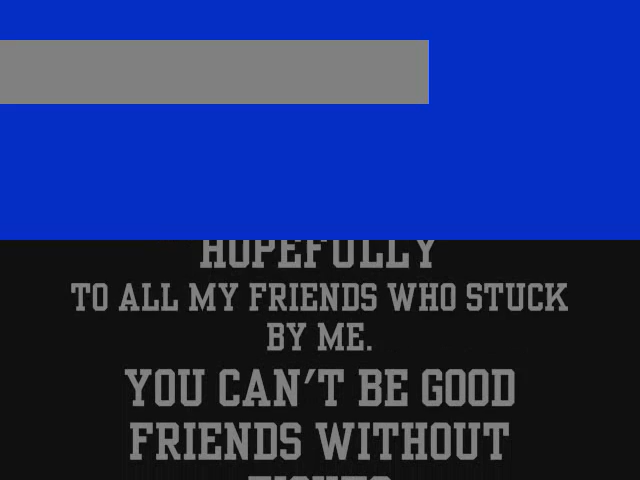 HOPEFULLY
TO ALL MY FRIENDS WHO STUCK
BY ME.
YOU CAN'T BE GOOD
FRIENDS WITHOUT